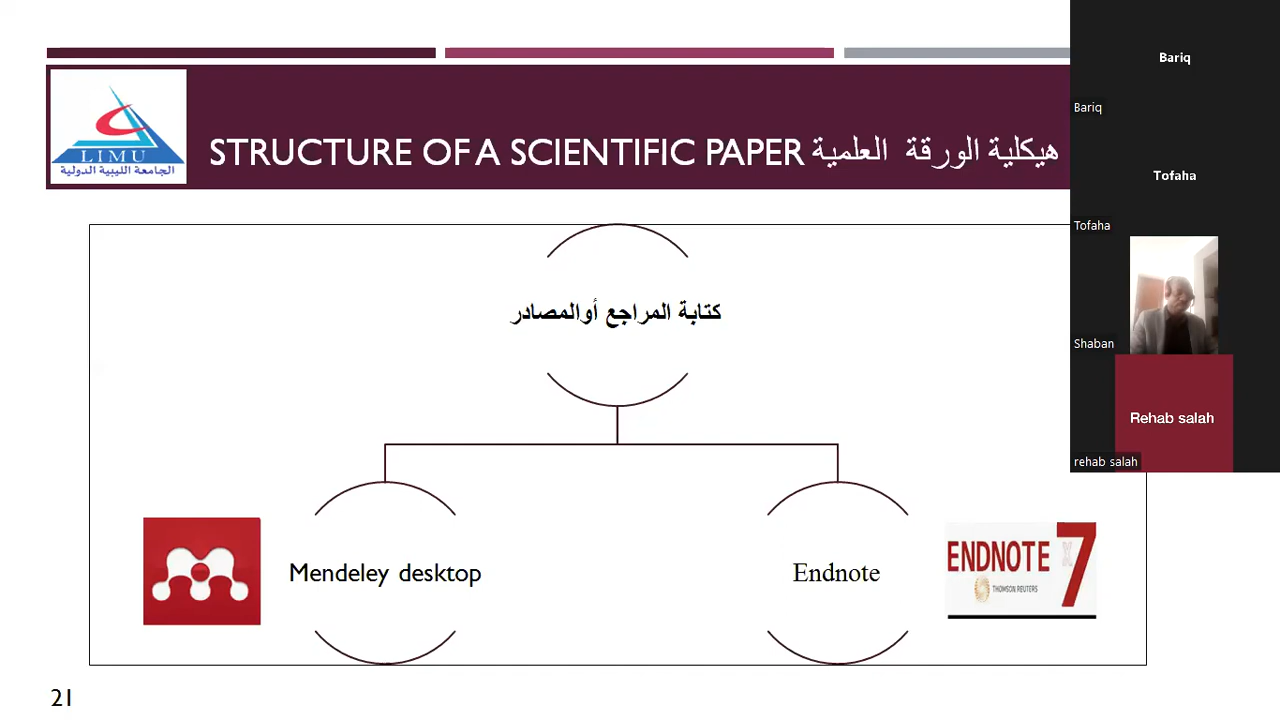 LIMU
الجامعة الليبية الدولية
STRUCTURE OF A SCIENTIFIC PAPER هيكلية الورقة العلمية
كتابة المراجع أوالمصادر
Mendeley desktop
Endnote
ENDNOTE X7
THOMSON REUTERS
21
Bariq
Bariq
Tofaha
Tofaha
Shaban
Rehab salah
rehab salah